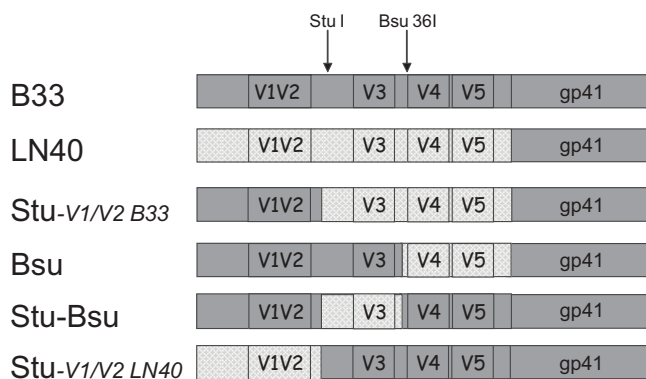 Stu I Bsu 36I
B33 V1V2 V3 V4 V5 gp41
LN40 V1V2 V3 V4 V5 gp41
Stu-V1/V2 B33 V1V2 V3 V4 V5 gp41
Bsu V1V2 V3 V4 V5 gp41
Stu-Bsu V1V2 V3 V4 V5 gp41
Stu-V1/V2 LN40 V1V2 V3 V4 V5 gp41